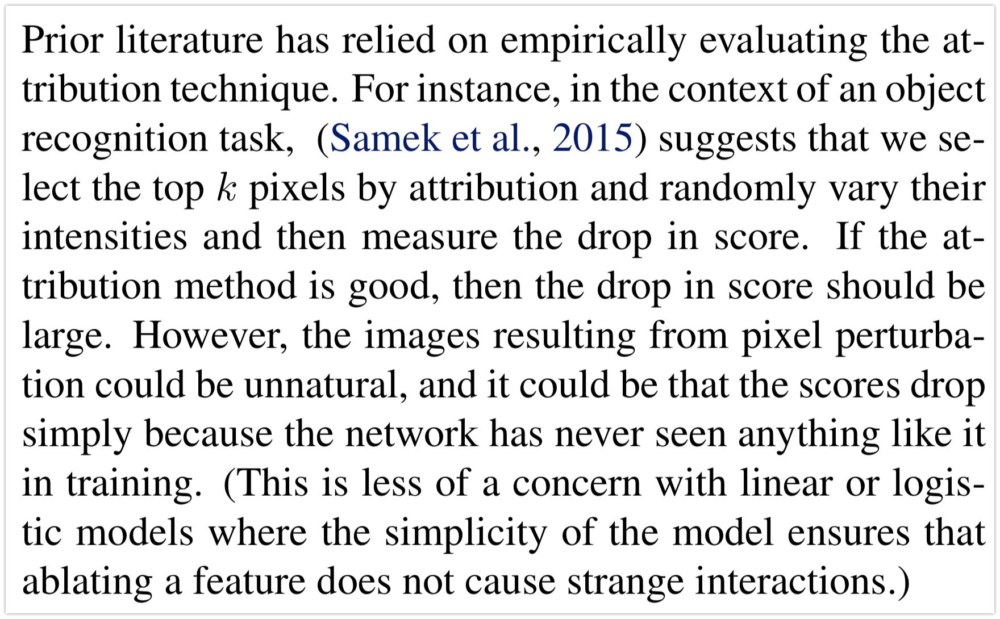 Prior literature has relied on empirically evaluating the at-
tribution technique. For instance, in the context of an object
recognition task, (Samek et al., 2015) suggests that we se-
lect the top k pixels by attribution and randomly vary their
intensities and then measure the drop in score. If the at-
tribution method is good, then the drop in score should be
large. However, the images resulting from pixel perturba-
tion could be unnatural, and it could be that the scores drop
simply because the network has never seen anything like it
in training. (This is less of a concern with linear or logis-
tic models where the simplicity of the model ensures that
ablating a feature does not cause strange interactions.)